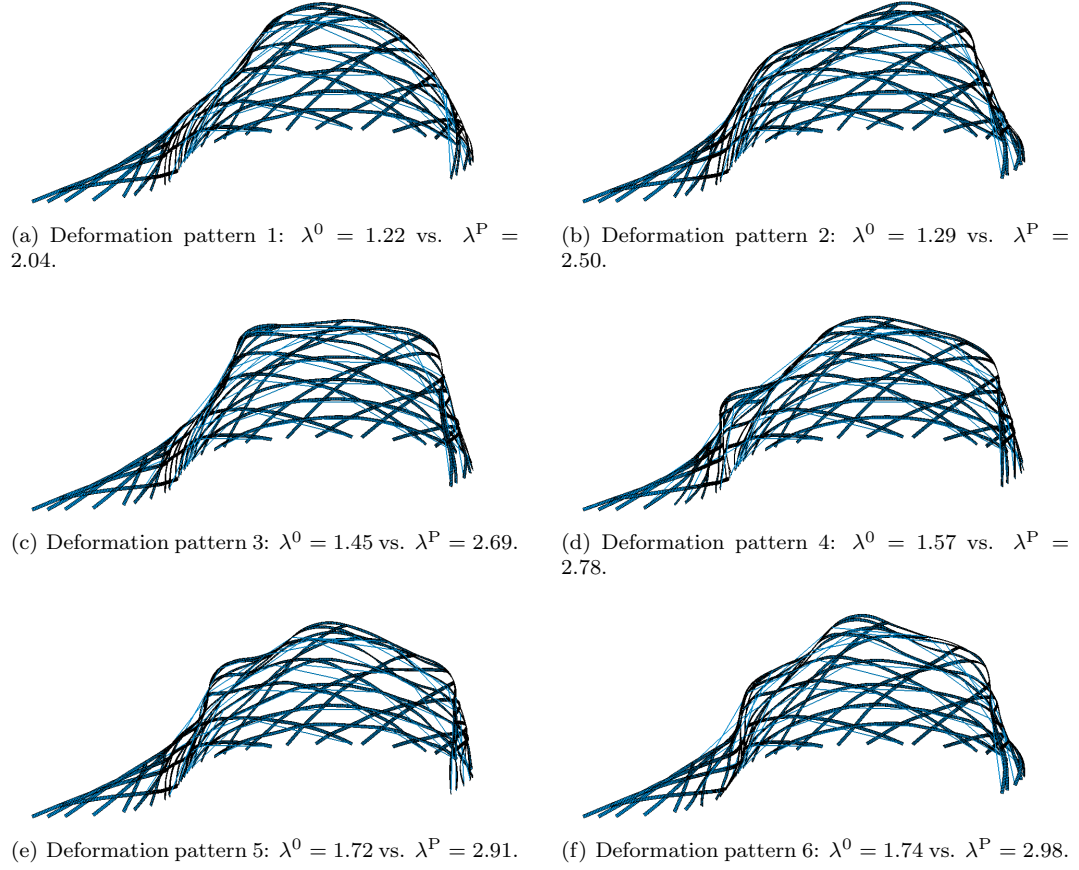 (a) Deformation pattern 1: λ⁰ = 1.22 vs. λᴾ =
2.04.
(b) Deformation pattern 2: λ⁰ = 1.29 vs. λᴾ =
2.50.
(c) Deformation pattern 3: λ⁰ = 1.45 vs. λᴾ = 2.69.
(d) Deformation pattern 4: λ⁰ = 1.57 vs. λᴾ =
2.78.
(e) Deformation pattern 5: λ⁰ = 1.72 vs. λᴾ = 2.91.
(f) Deformation pattern 6: λ⁰ = 1.74 vs. λᴾ = 2.98.